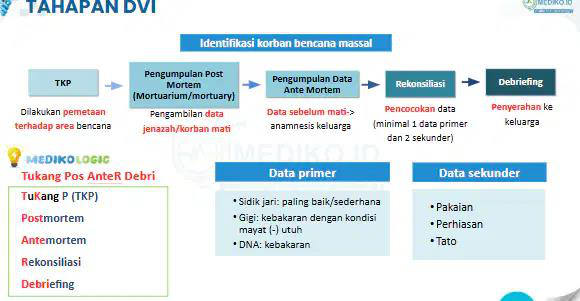 TAHAPAN DVI
MEDIKO.ID
Identifikasi korban bencana massal
TKP
Pengumpulan Post
Mortem
(Mortuarium/mortuary)
Pengumpulan Data
Ante Mortem
Rekonsiliasi
Debriefing
Dilakukan pemetaan
terhadap area bencana
Pengambilan data
jenazah/korban mati
Data sebelum mati->
anamnesis keluarga
Pencocokan data
(minimal 1 data primer
dan 2 sekunder)
Penyerahan ke
keluarga
MEDIKO.ID
MEDIKOLOGIC
Tukang Pos AnteR Debri
TuKang P (TKP)
Postmortem
Antemortem
Rekonsiliasi
Debriefing
Data primer
• Sidik jari: paling baik/sederhana
• Gigi: kebakaran dengan kondisi
mayat (-) utuh
• DNA: kebakaran
Data sekunder
• Pakaian
• Perhiasan
• Tato